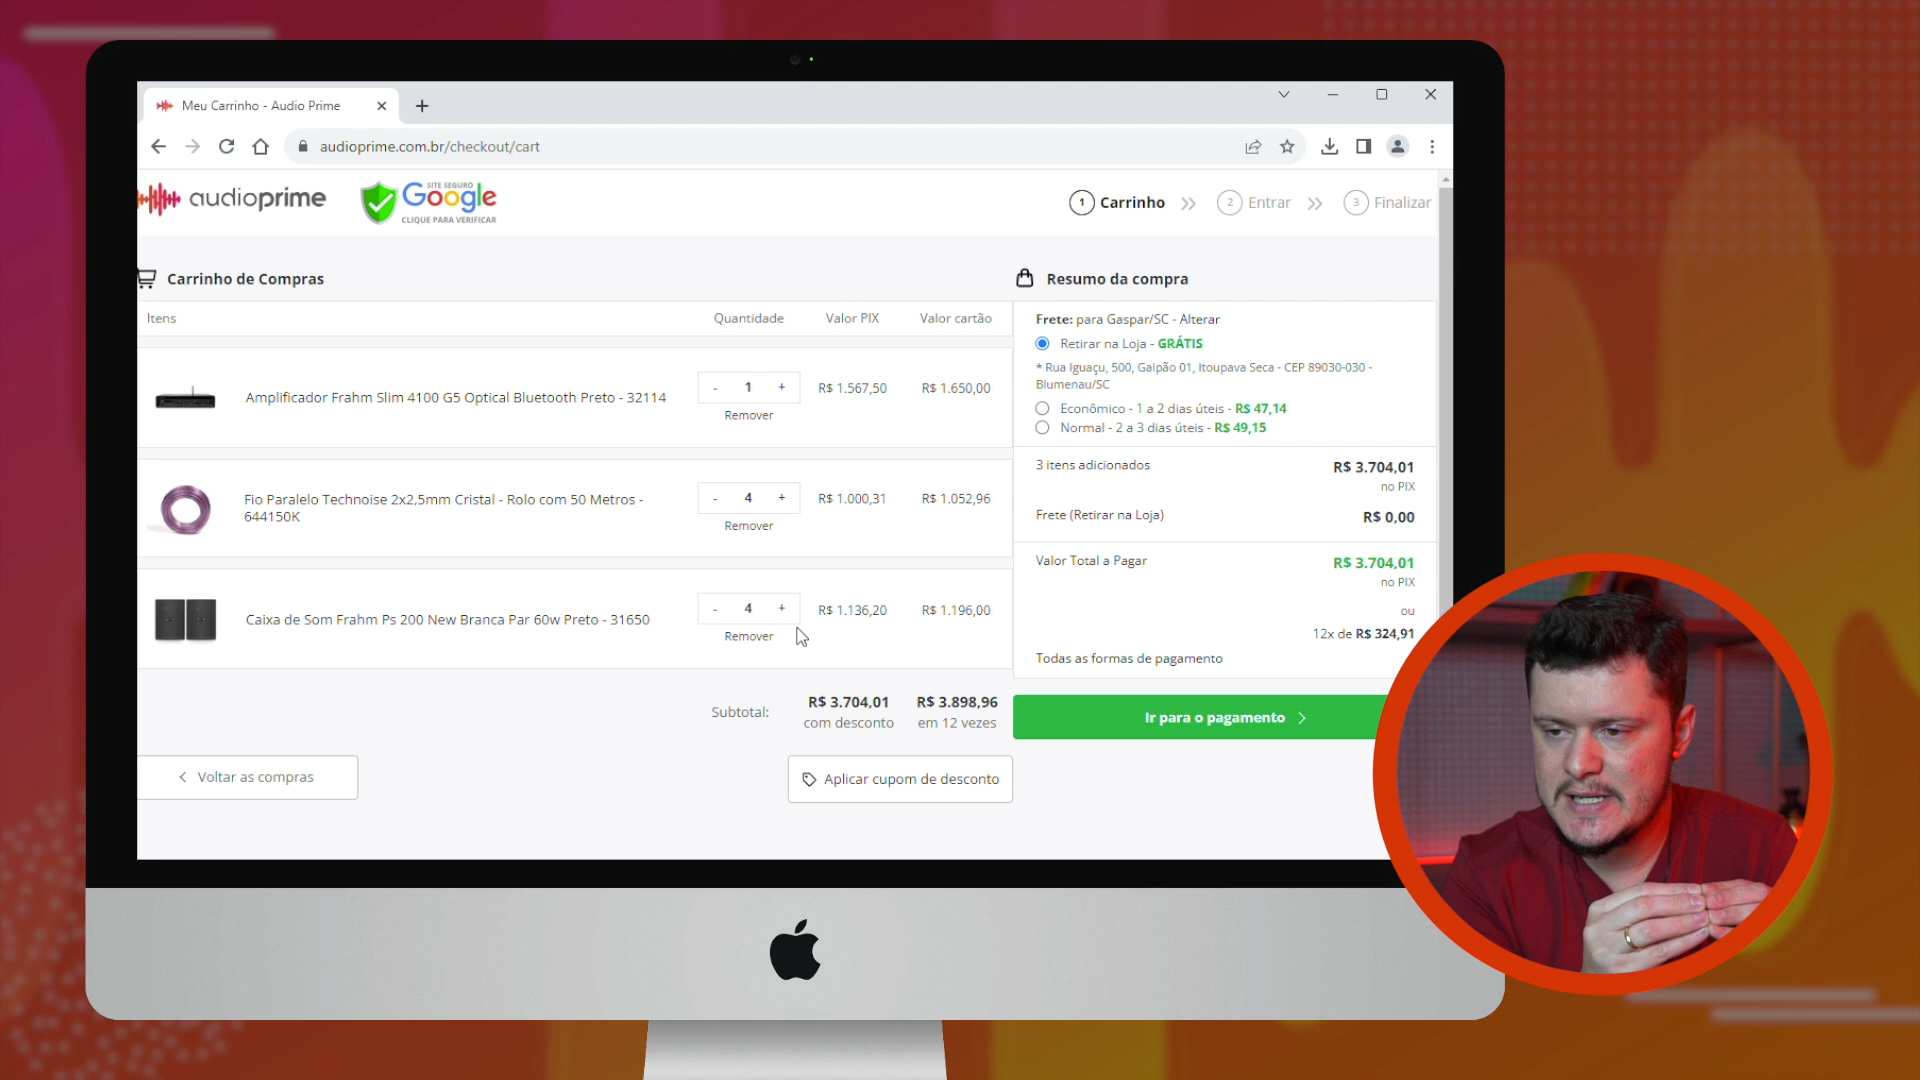 Meu Carrinho - Audio Prime
audioprime.com.br/checkout/cart
audioprime
SITE SEGURO
Google
CLIQUE PARA VERIFICAR
1 Carrinho
2 Entrar
3 Finalizar
Carrinho de Compras
Itens
Quantidade
Valor PIX
Valor cartão
Amplificador Frahm Slim 4100 G5 Optical Bluetooth Preto - 32114
- 1 +
Remover
R$ 1.567,50
R$ 1.650,00
Fio Paralelo Technoise 2x2,5mm Cristal - Rolo com 50 Metros -
644150K
- 4 +
Remover
R$ 1.000,31
R$ 1.052,96
Caixa de Som Frahm Ps 200 New Branca Par 60w Preto - 31650
- 4 +
Remover
R$ 1.136,20
R$ 1.196,00
Subtotal:
R$ 3.704,01
com desconto
R$ 3.898,96
em 12 vezes
Voltar as compras
Aplicar cupom de desconto
Resumo da compra
Frete: para Gaspar/SC - Alterar
Retirar na Loja - GRÁTIS
* Rua Iguaçu, 500, Galpão 01, Itoupava Seca - CEP 89030-030 -
Blumenau/SC
Econômico - 1 a 2 dias úteis - R$ 47,14
Normal - 2 a 3 dias úteis - R$ 49,15
3 itens adicionados
R$ 3.704,01
no PIX
Frete (Retirar na Loja)
R$ 0,00
Valor Total a Pagar
R$ 3.704,01
no PIX
ou
12x de R$ 324,91
Todas as formas de pagamento
Ir para o pagamento